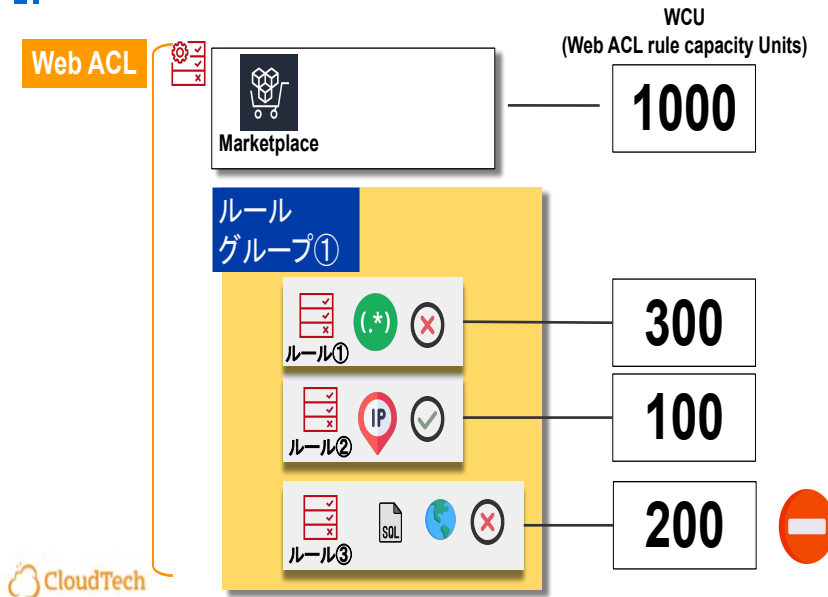 WCU
(Web ACL rule capacity Units)
Web ACL
Marketplace
1000
ルール
グループ①
(.*)
ルール①
300
IP
ルール②
100
SQL
ルール③
200
CloudTech